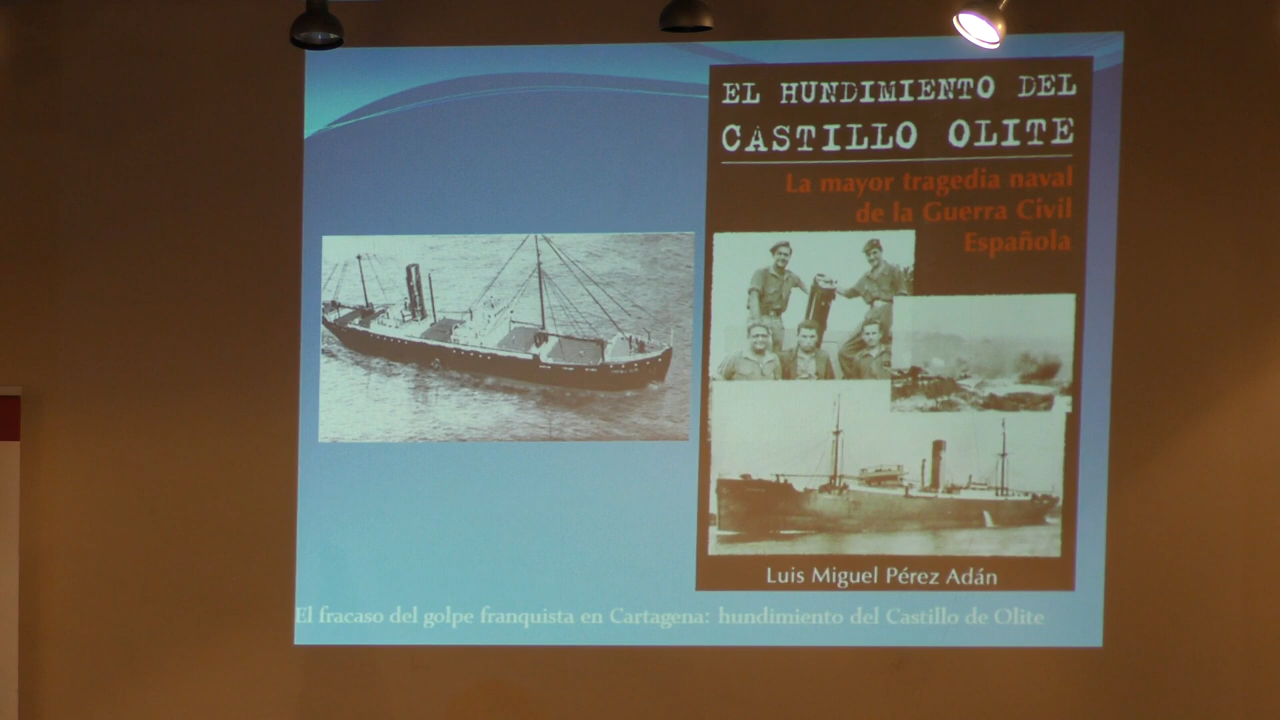 EL HUNDIMIENTO DEL
CASTILLO OLITE
La mayor tragedia naval
de la Guerra Civil
Española
Luis Miguel Pérez Adán
El fracaso del golpe franquista en Cartagena: hundimiento del Castillo de Olite